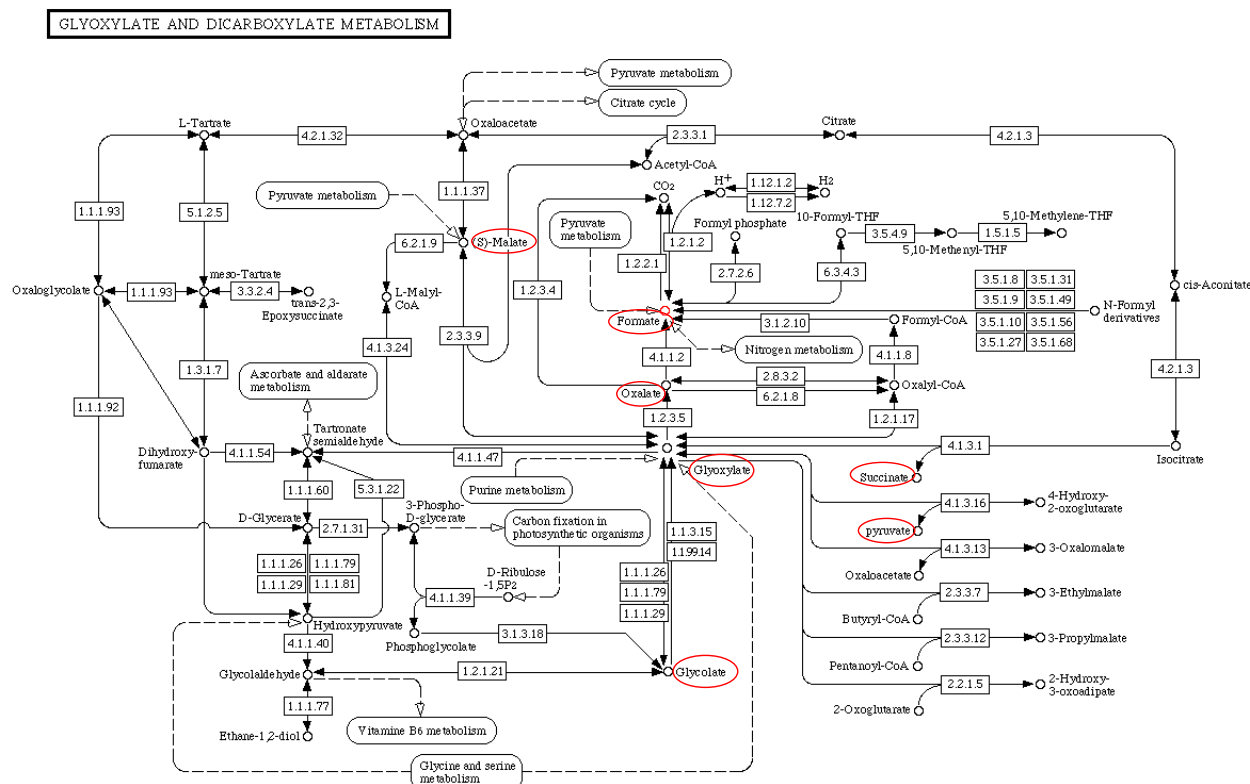 GLYOXYLATE AND DICARBOXYLATE METABOLISM
Pyruvate metabolism
Citrate cycle
L-Tartrate
4.2.1.32
Oxaloacetate
2.3.3.1
Citrate
4.2.1.3
Acetyl-CoA
1.1.1.93
5.1.2.5
1.1.1.37
Pyruvate metabolism
CO2
H+
1.12.1.2
H2
1.12.7.2
Pyruvate
metabolism
Formyl phosphate
10-Formyl-THF
5,10-Methylene-THF
3.5.4.9
1.5.1.5
5,10-Methenyl-THF
6.2.1.9
(S)-Malate
1.2.1.2
1.2.2.1
2.7.2.6
6.3.4.3
meso-Tartrate
Oxaloglycolate
1.1.1.93
3.3.2.4
trans-2,3-
Epoxysuccinate
L-Malyl-
CoA
1.2.3.4
3.5.1.8
3.5.1.31
3.5.1.9
3.5.1.49
3.5.1.10
3.5.1.56
3.5.1.27
3.5.1.68
N-Formyl
derivatives
cis-Aconitate
Formate
3.1.2.10
Formyl-CoA
2.3.3.9
4.1.3.24
4.1.1.2
Nitrogen metabolism
4.1.1.8
1.3.1.7
Ascorbate and aldarate
metabolism
4.2.1.3
1.1.1.92
Oxalate
2.8.3.2
6.2.1.8
Oxalyl-CoA
1.2.3.5
1.2.1.17
Tartronate
semialdehyde
Dihydroxy-
fumarate
4.1.1.54
4.1.1.47
4.1.3.1
Isocitrate
Glyoxylate
Succinate
1.1.1.60
5.3.1.22
Purine metabolism
3-Phospho-
D-glycerate
4.1.3.16
4-Hydroxy-
2-oxoglutarate
D-Glycerate
2.7.1.31
Carbon fixation in
photosynthetic organisms
1.1.3.15
1.1.99.14
pyruvate
4.1.3.13
3-Oxalomalate
Oxaloacetate
1.1.1.26
1.1.1.79
1.1.1.29
1.1.1.81
D-Ribulose
-1,5P2
4.1.1.39
1.1.1.26
1.1.1.79
1.1.1.29
2.3.3.7
3-Ethylmalate
Butyryl-CoA
Hydroxypyruvate
4.1.1.40
Phosphoglycolate
3.1.3.18
2.3.3.12
3-Propylmalate
Pentanoyl-CoA
Glycolaldehyde
1.2.1.21
Glycolate
2.2.1.5
2-Hydroxy-
3-oxoadipate
2-Oxoglutarate
1.1.1.77
Ethane-1,2-diol
Vitamine B6 metabolism
Glycine and serine
metabolism